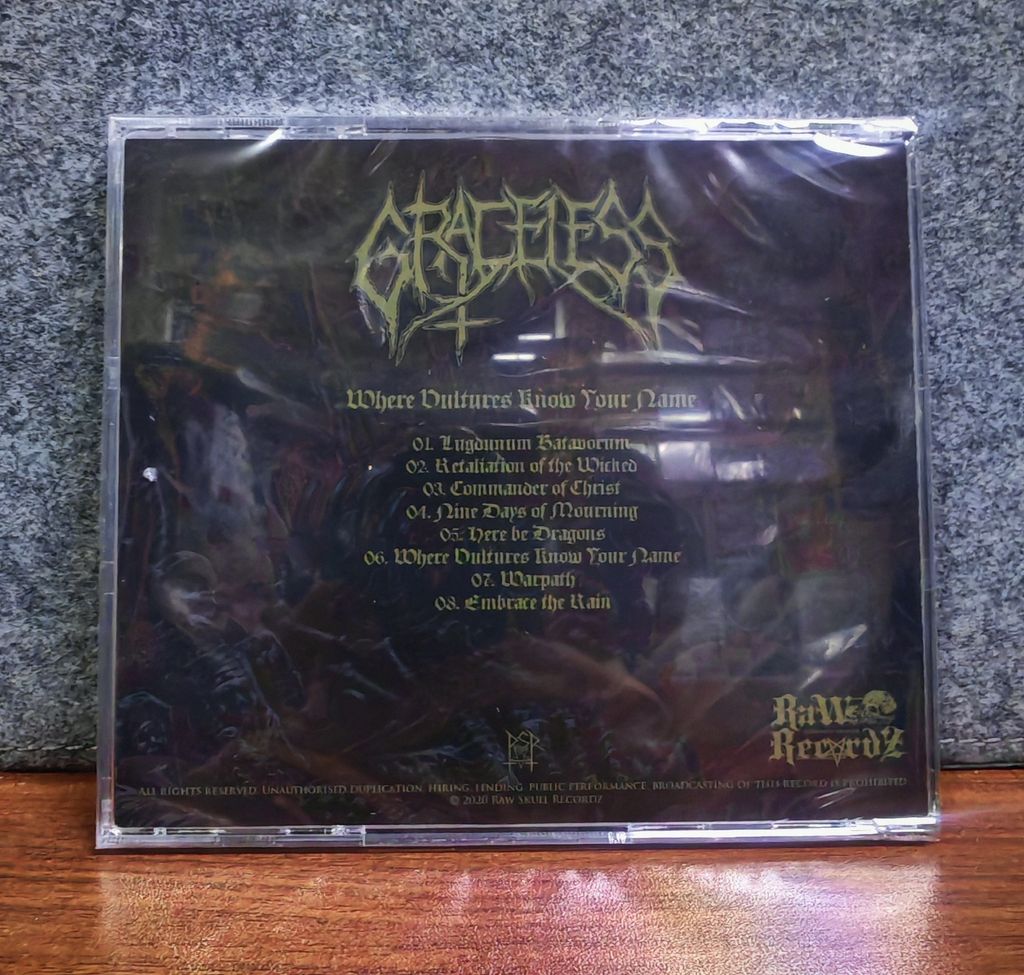 GRACELESS
Where Vultures Know Your Name
01. Lugdunum Batavorum
02. Retaliation of the Wicked
03. Commander of Christ
04. Nine Days of Mourning
05. Here be Dragons
06. Where Vultures Know Your Name
07. Warpath
08. Embrace the Rain
RaW
RecordZ
ALL RIGHTS RESERVED. UNAUTHORISED DUPLICATION, HIRING, LENDING, PUBLIC PERFORMANCE, BROADCASTING OF THIS RECORD IS PROHIBITED
© 2020 RAW SKULL RECORDZ